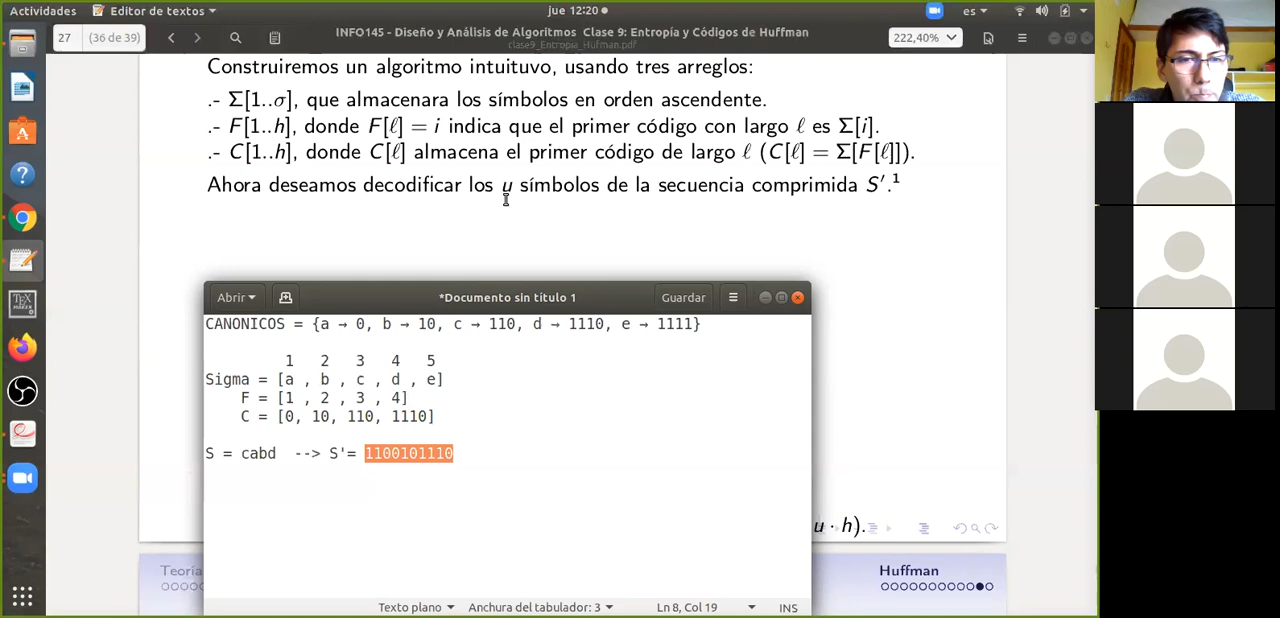 Actividades
Editor de textos
jue 12:20
es
27
(36 de 39)
INFO145 - Diseño y Análisis de Algoritmos Clase 9: Entropía y Códigos de Huffman
clase9_Entropia_Hufman.pdf
222,40%
Construiremos un algoritmo intuituvo, usando tres arreglos:
.- Σ[1..σ], que almacenara los símbolos en orden ascendente.
.- F[1..h], donde F[ℓ] = i indica que el primer código con largo ℓ es Σ[i].
.- C[1..h], donde C[ℓ] almacena el primer código de largo ℓ (C[ℓ] = Σ[F[ℓ]]).
Ahora deseamos decodificar los u símbolos de la secuencia comprimida S′.¹
Abrir
*Documento sin título 1
Guardar
CANONICOS = {a → 0, b → 10, c → 110, d → 1110, e → 1111}
1 2 3 4 5
Sigma = [a , b , c , d , e]
F = [1 , 2 , 3 , 4]
C = [0, 10, 110, 1110]
S = cabd --> S'= 1100101110
u · h).
Teoría
Huffman
Texto plano
Anchura del tabulador: 3
Ln 8, Col 19
INS